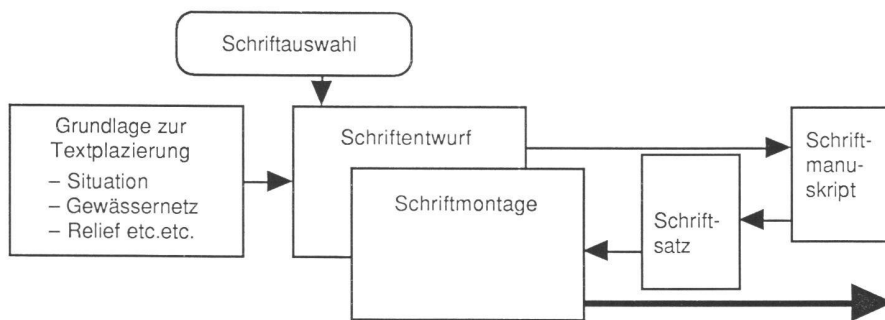 Schriftauswahl
Grundlage zur
Textplazierung
– Situation
– Gewässernetz
– Relief etc.etc.
Schriftentwurf
Schriftmontage
Schrift-
satz
Schrift-
manu-
skript